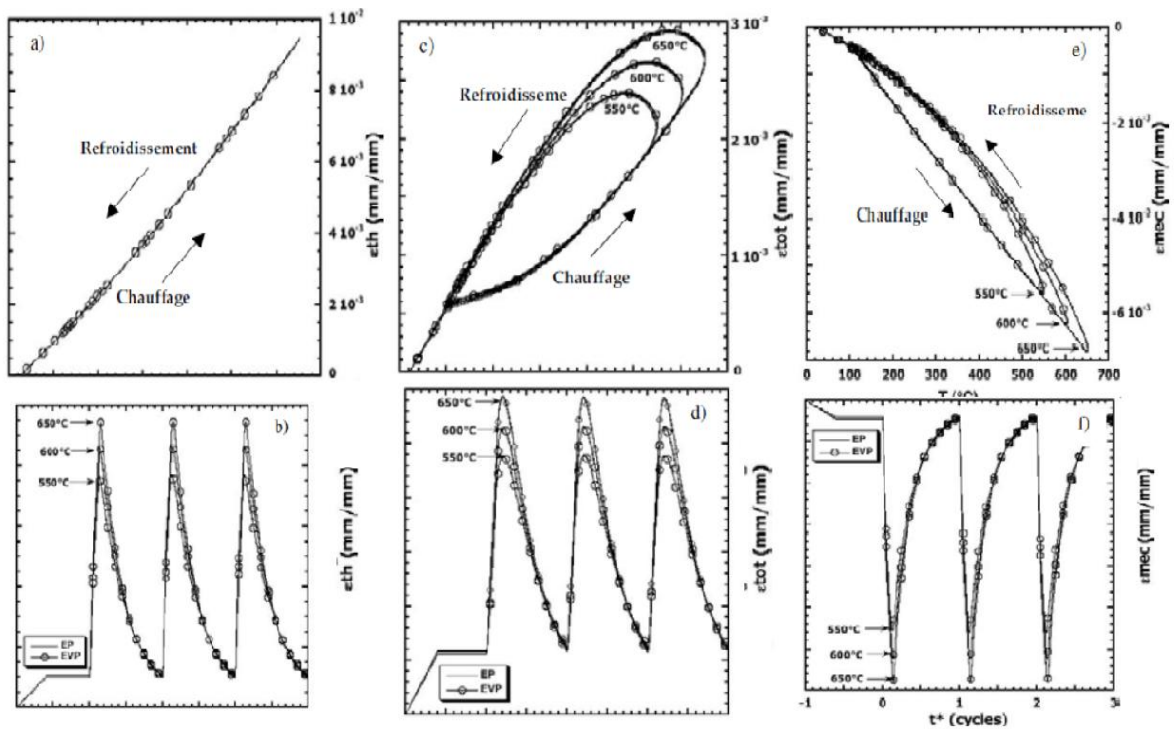 a)
Refroidissement
Chauffage
1 10⁻²
8 10⁻³
6 10⁻³
4 10⁻³
2 10⁻³
0
εth (mm/mm)
c)
650°C
600°C
550°C
Refroidisseme
Chauffage
3 10⁻³
2 10⁻³
1 10⁻³
0
εtot (mm/mm)
e)
Refroidisseme
Chauffage
550°C
600°C
650°C
0
-2 10⁻³
-4 10⁻³
-6 10⁻³
εmec (mm/mm)
0 100 200 300 400 500 600 700
b)
650°C
600°C
550°C
EP
EVP
εth (mm/mm)
d)
650°C
600°C
550°C
EP
EVP
εtot (mm/mm)
f)
EP
EVP
550°C
600°C
650°C
εmec (mm/mm)
-1 0 1 2
t* (cycles)